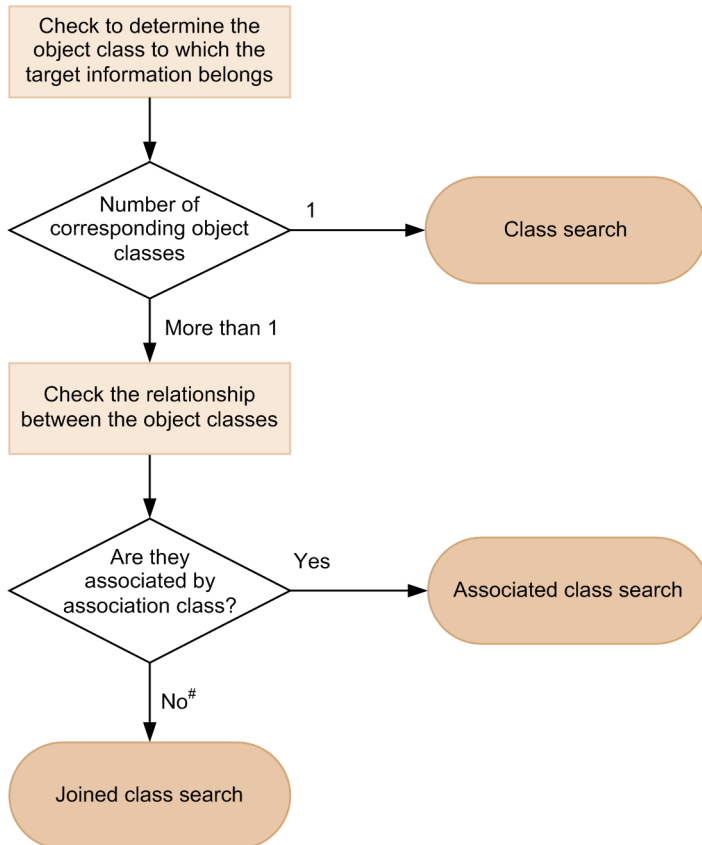 Check to determine the
object class to which the
target information belongs
Number of
corresponding object
classes
1
Class search
More than 1
Check the relationship
between the object classes
Are they
associated by
association class?
Yes
Associated class search
No#
Joined class search